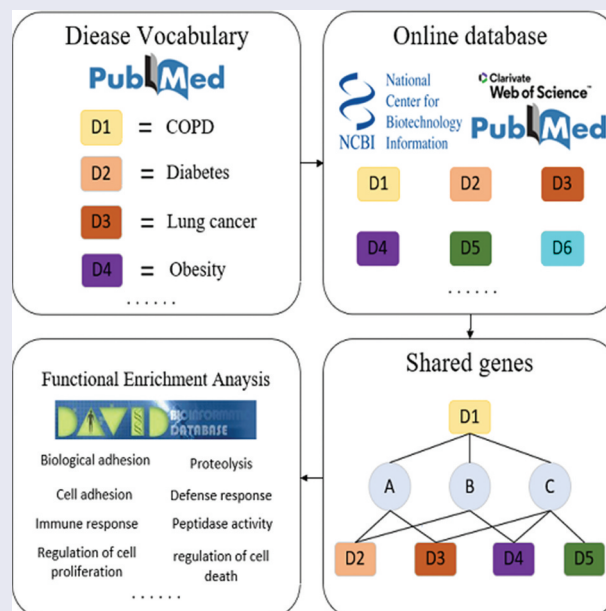 Diease Vocabulary
PubMed
D1 = COPD
D2 = Diabetes
D3 = Lung cancer
D4 = Obesity
. . . . . .
Online database
NCBI
National
Center for
Biotechnology
Information
Clarivate
Web of Science™
PubMed
D1 D2 D3
D4 D5 D6
. . . . . .
Shared genes
D1
A B C
D2 D3 D4 D5
Functional Enrichment Anaysis
DAVID BIOINFORMATICS
DATABASE
Biological adhesion Proteolysis
Cell adhesion Defense response
Immune response Peptidase activity
Regulation of cell
proliferation
regulation of cell
death
. . . . . .